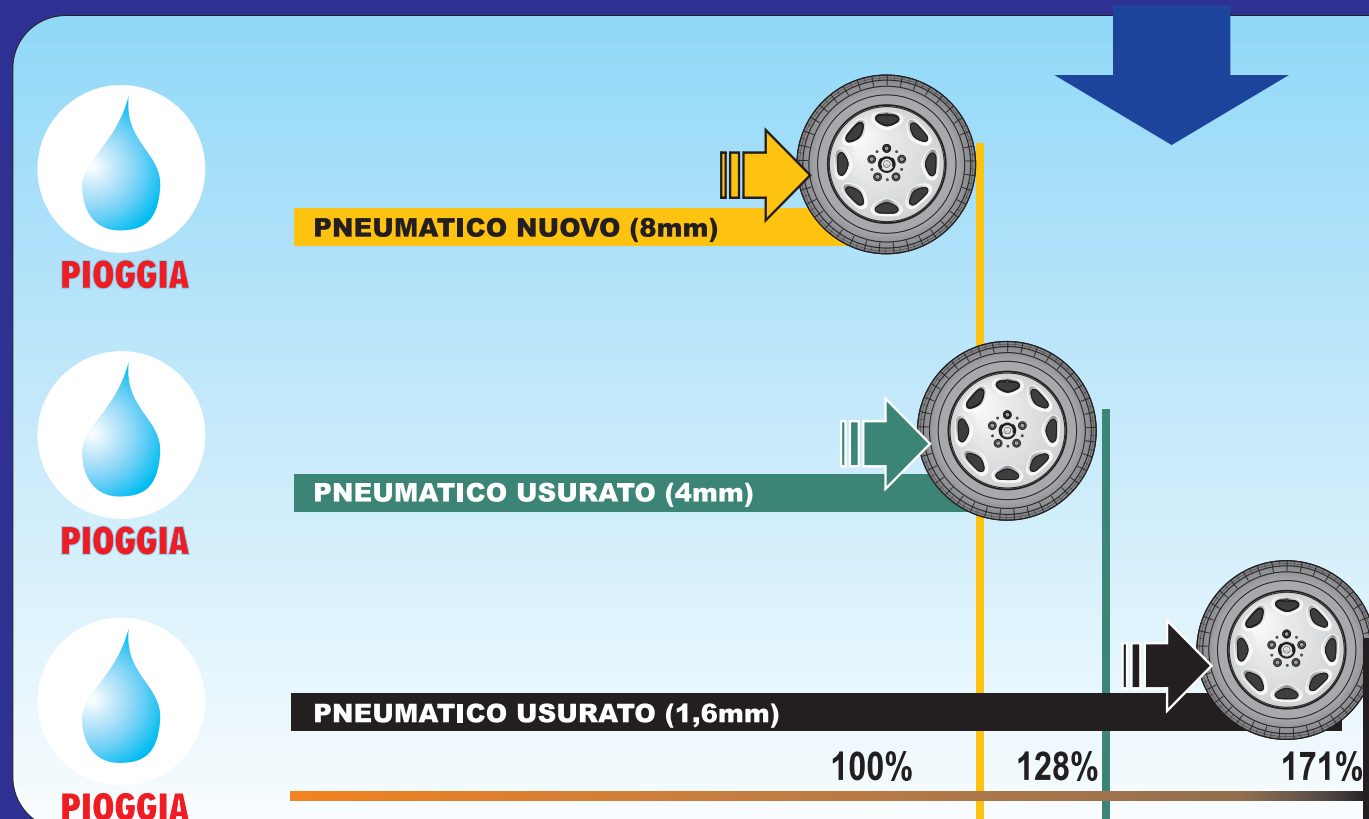 PIOGGIA
PNEUMATICO NUOVO (8mm)
PIOGGIA
PNEUMATICO USURATO (4mm)
PIOGGIA
PNEUMATICO USURATO (1,6mm)
100% 128% 171%